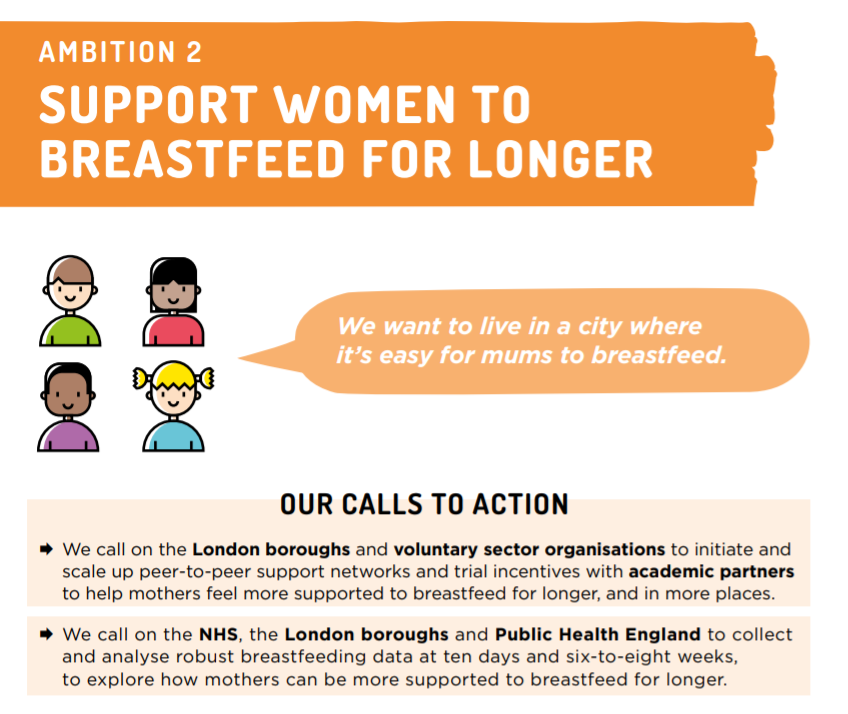 AMBITION 2
SUPPORT WOMEN TO
BREASTFEED FOR LONGER
We want to live in a city where
it's easy for mums to breastfeed.
OUR CALLS TO ACTION
➡ We call on the London boroughs and voluntary sector organisations to initiate and
scale up peer-to-peer support networks and trial incentives with academic partners
to help mothers feel more supported to breastfeed for longer, and in more places.
➡ We call on the NHS, the London boroughs and Public Health England to collect
and analyse robust breastfeeding data at ten days and six-to-eight weeks,
to explore how mothers can be more supported to breastfeed for longer.